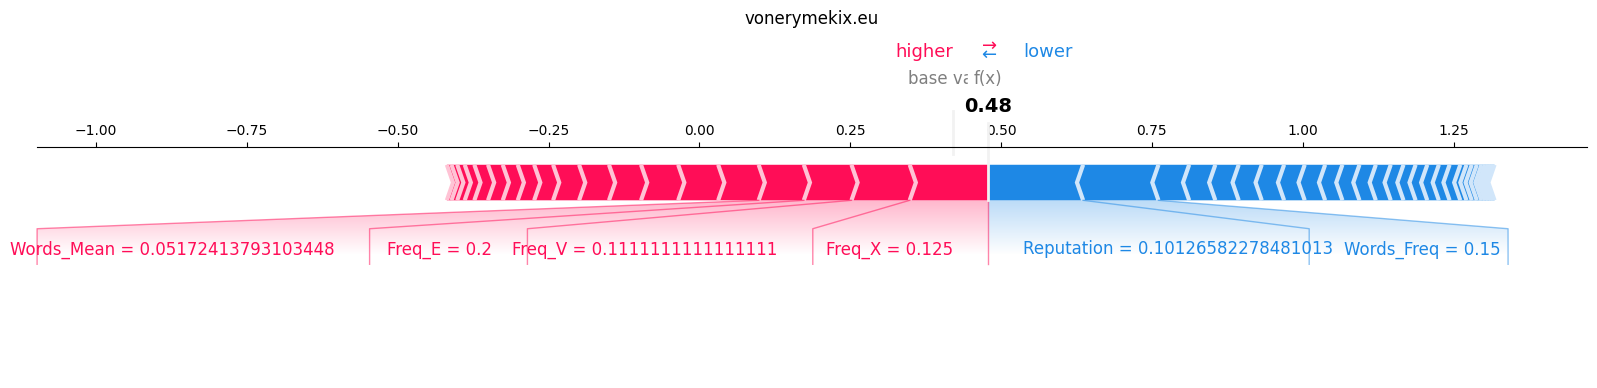 vonerymekix.eu
higher ⇄ lower
base va f(x)
0.48
−1.00 −0.75 −0.50 −0.25 0.00 0.25 0.50 0.75 1.00 1.25
Words_Mean = 0.05172413793103448 Freq_E = 0.2 Freq_V = 0.1111111111111111 Freq_X = 0.125 Reputation = 0.10126582278481013 Words_Freq = 0.15